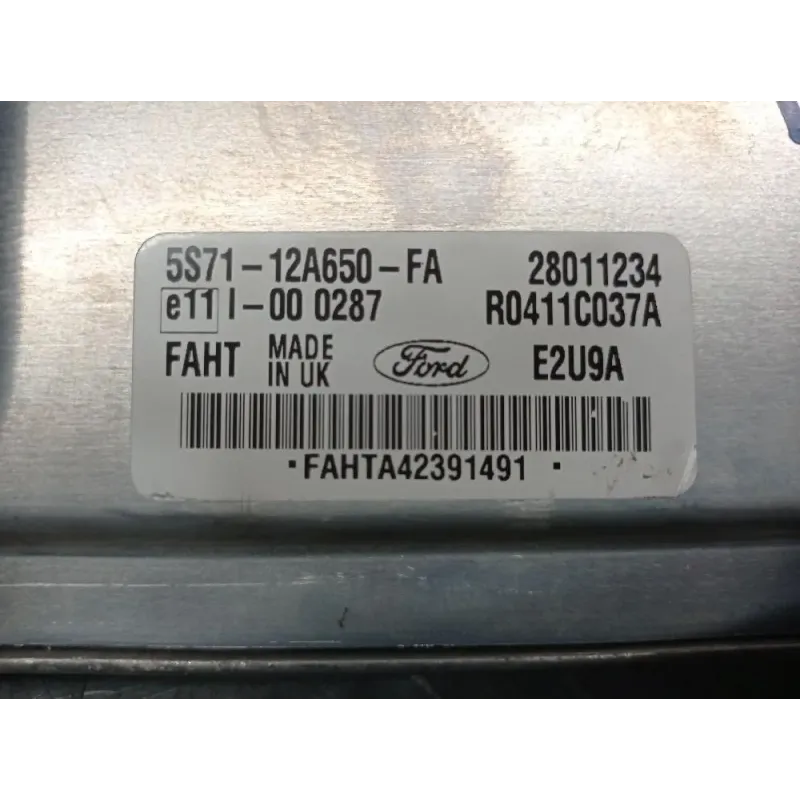 5S71-12A650-FA 28011234
e11 I-00 0287 R0411C037A
FAHT MADE IN UK Ford E2U9A
·FAHTA42391491 ·